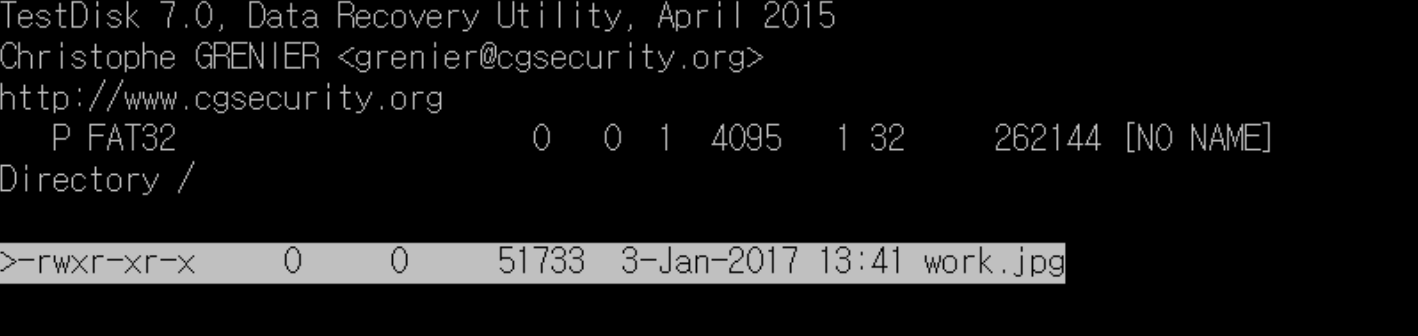 TestDisk 7.0, Data Recovery Utility, April 2015
Christophe GRENIER <grenier@cgsecurity.org>
http://www.cgsecurity.org
P FAT32 0 0 1 4095 1 32 262144 [NO NAME]
Directory /
>-rwxr-xr-x 0 0 51733 3-Jan-2017 13:41 work.jpg